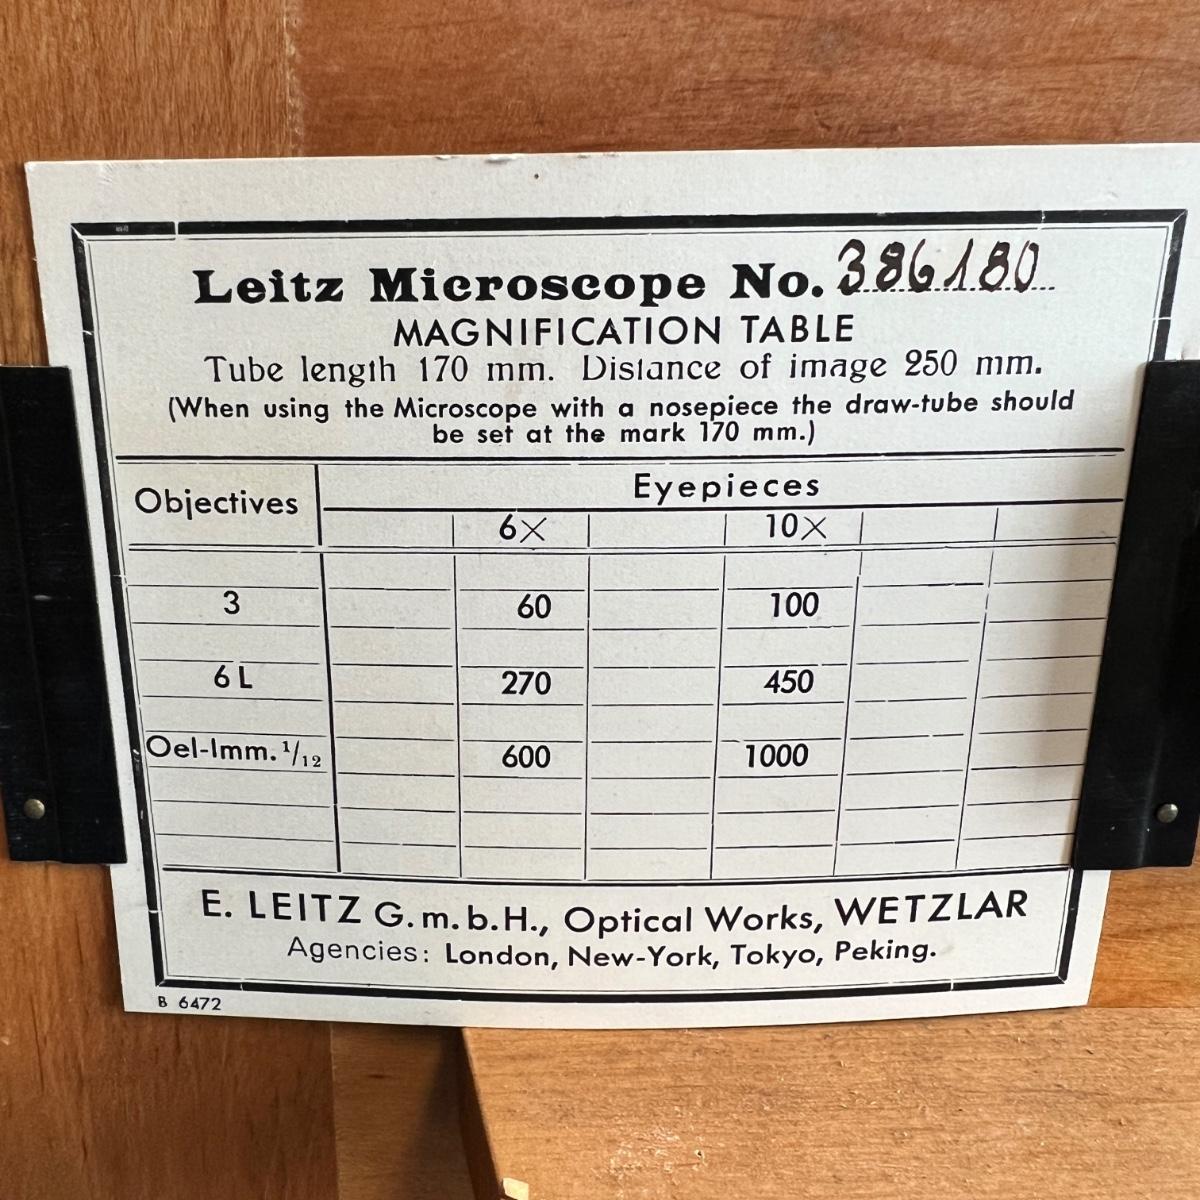 Leitz Microscope No. 386180
MAGNIFICATION TABLE
Tube length 170 mm. Distance of image 250 mm.
(When using the Microscope with a nosepiece the draw-tube should
be set at the mark 170 mm.)
Objectives Eyepieces
6× 10×
3 60 100
6 L 270 450
Oel-Imm. 1/12 600 1000
E. LEITZ G.m.b.H., Optical Works, WETZLAR
Agencies: London, New-York, Tokyo, Peking.
B 6472